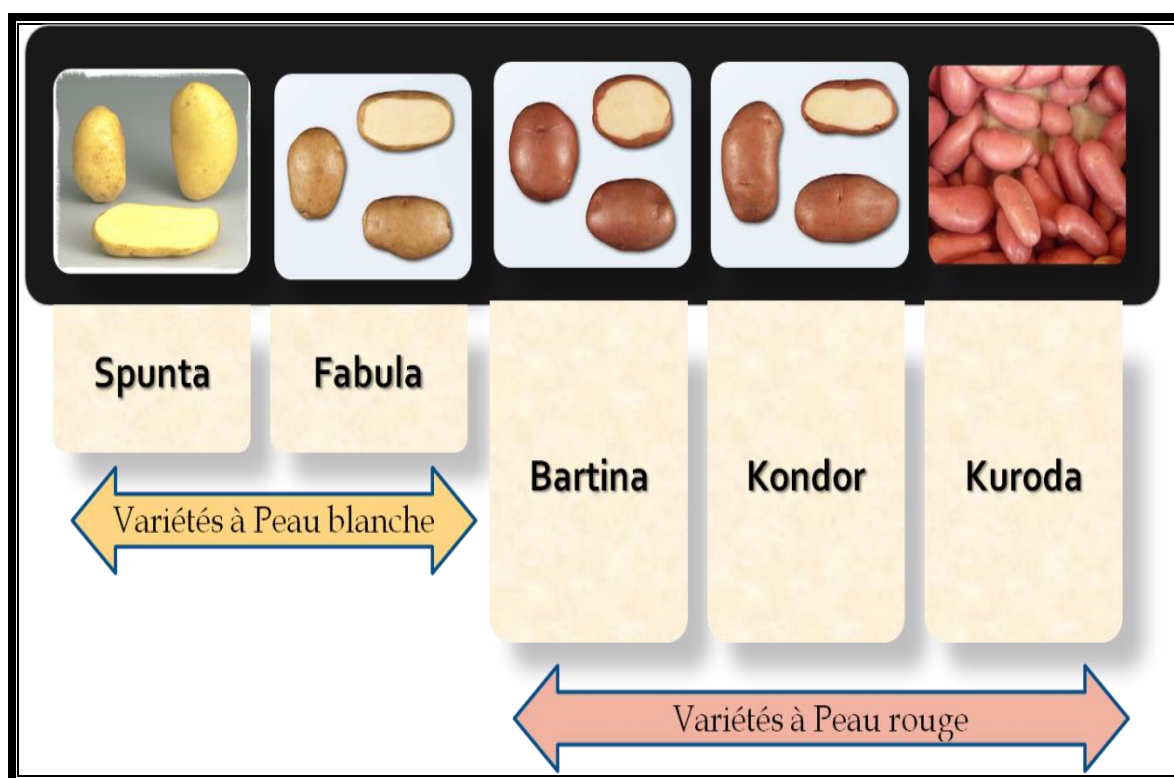 Spunta
Fabula
Variétés à Peau blanche
Bartina
Kondor
Kuroda
Variétés à Peau rouge